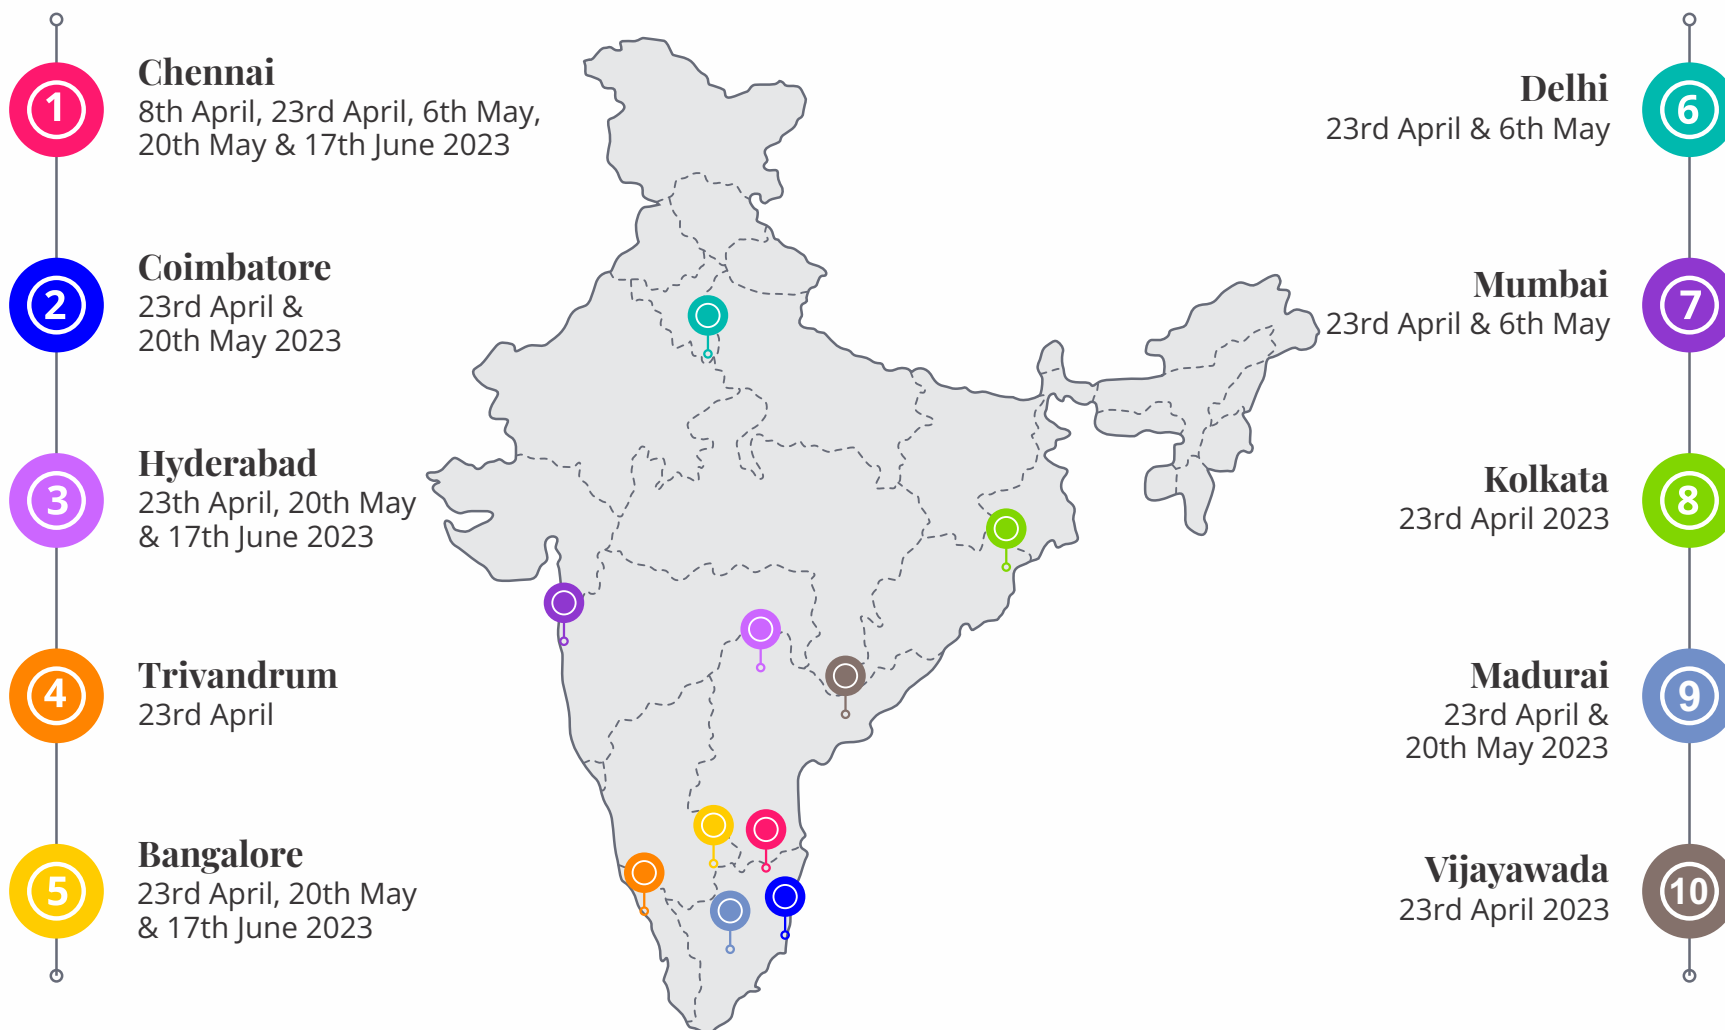 1
Chennai
8th April, 23rd April, 6th May,
20th May & 17th June 2023
2
Coimbatore
23rd April &
20th May 2023
3
Hyderabad
23th April, 20th May
& 17th June 2023
4
Trivandrum
23rd April
5
Bangalore
23rd April, 20th May
& 17th June 2023
Delhi
6
23rd April & 6th May
Mumbai
7
23rd April & 6th May
Kolkata
8
23rd April 2023
Madurai
9
23rd April &
20th May 2023
Vijayawada
10
23rd April 2023